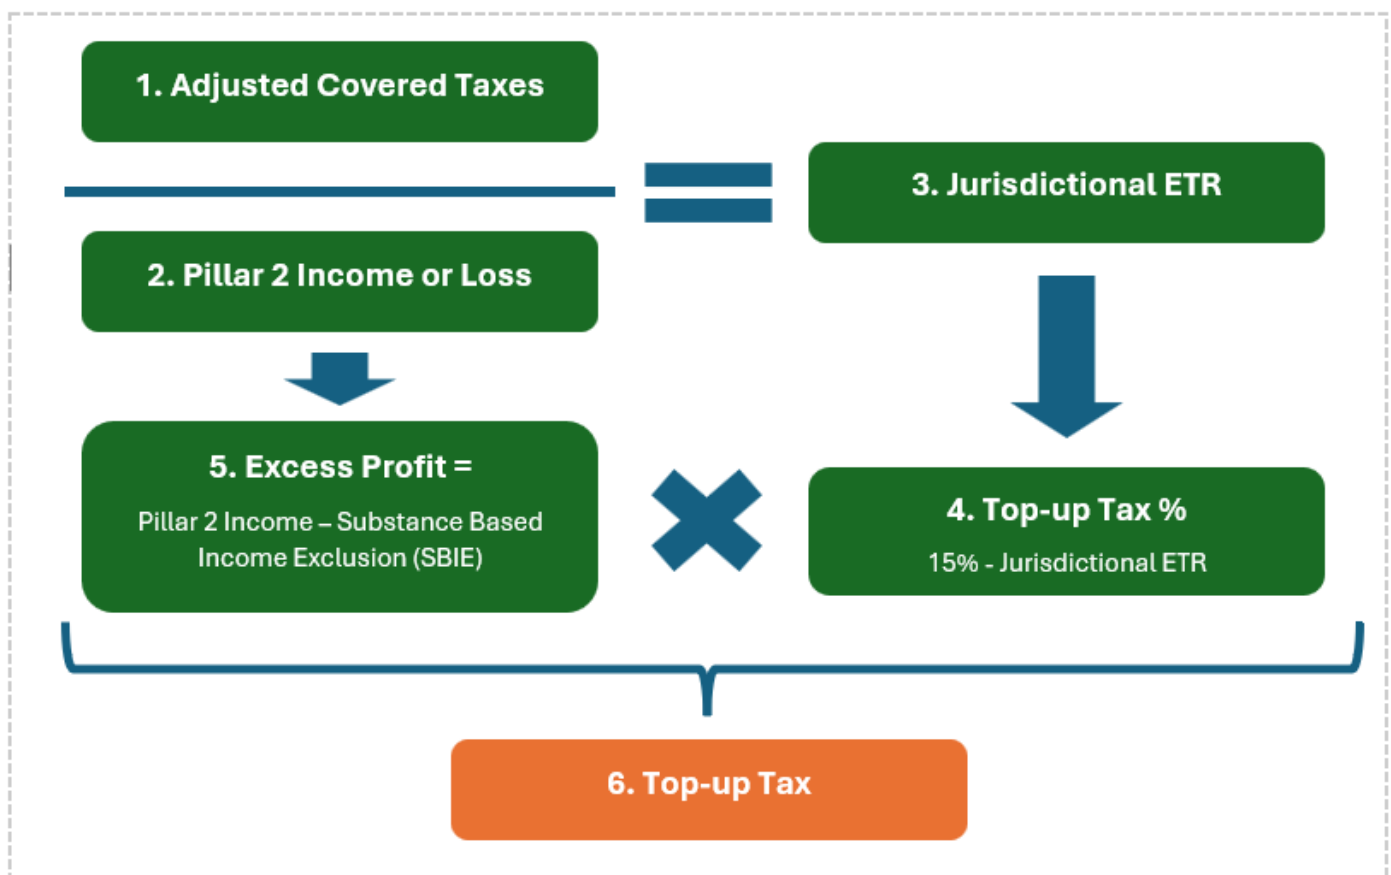 1. Adjusted Covered Taxes
2. Pillar 2 Income or Loss
3. Jurisdictional ETR
4. Top-up Tax %
15% - Jurisdictional ETR
5. Excess Profit =
Pillar 2 Income – Substance Based
Income Exclusion (SBIE)
6. Top-up Tax